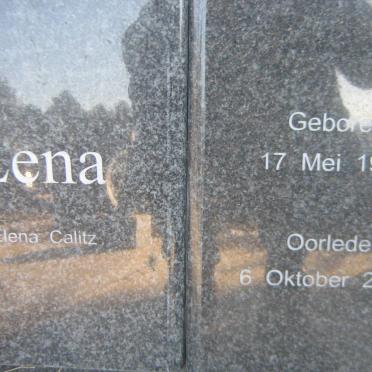 Lena
lena Calitz
Gebore
17 Mei 19
Oorlede
6 Oktober 2